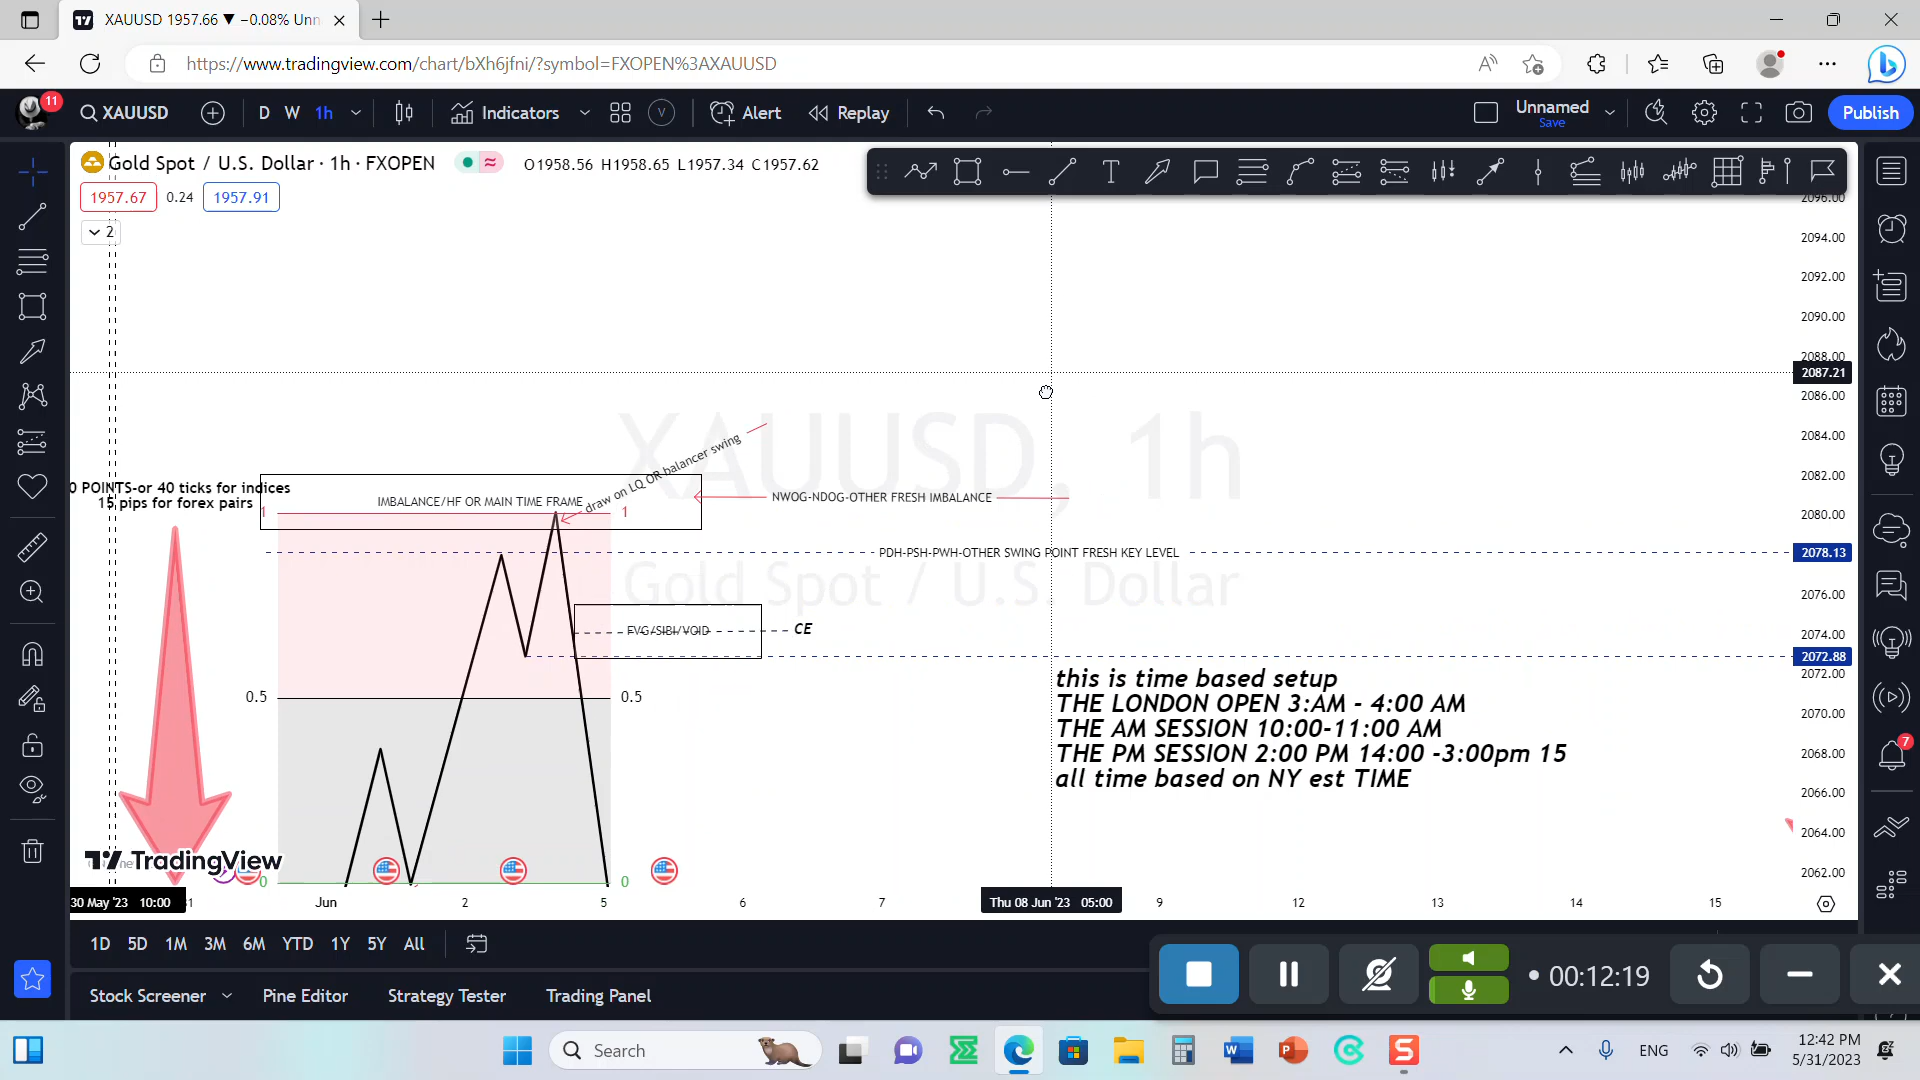 XAUUSD 1957.66 ▼ −0.08% Unn
https://www.tradingview.com/chart/bXh6jfni/?symbol=FXOPEN%3AXAUUSD
11
XAUUSD
D W 1h
Indicators
V
Alert
Replay
Unnamed
Save
Publish
Gold Spot / U.S. Dollar · 1h · FXOPEN
O1958.56 H1958.65 L1957.34 C1957.62
1957.67 0.24 1957.91
2
XAUUSD, 1h
Gold Spot / U.S. Dollar
2096.00
2094.00
2092.00
2090.00
2088.00
2087.21
2086.00
2084.00
2082.00
2080.00
2078.13
2076.00
2074.00
2072.88
2072.00
2070.00
2068.00
2066.00
2064.00
2062.00
0 POINTS-or 40 ticks for indices
15 pips for forex pairs
IMBALANCE/HF OR MAIN TIME FRAME
draw on LQ OR balancer swing
NWOG-NDOG-OTHER FRESH IMBALANCE
1 1
PDH-PSH-PWH-OTHER SWING POINT FRESH KEY LEVEL
FVG/SIBI/VOID
CE
0.5 0.5
this is time based setup
THE LONDON OPEN 3:AM - 4:00 AM
THE AM SESSION 10:00-11:00 AM
THE PM SESSION 2:00 PM 14:00 -3:00pm 15
all time based on NY est TIME
TradingView
0 0
30 May '23 10:00 31 Jun 2 5 6 7 Thu 08 Jun '23 05:00 9 12 13 14 15
1D 5D 1M 3M 6M YTD 1Y 5Y All
Stock Screener
Pine Editor
Strategy Tester
Trading Panel
00:12:19
7
Search
ENG
12:42 PM
5/31/2023